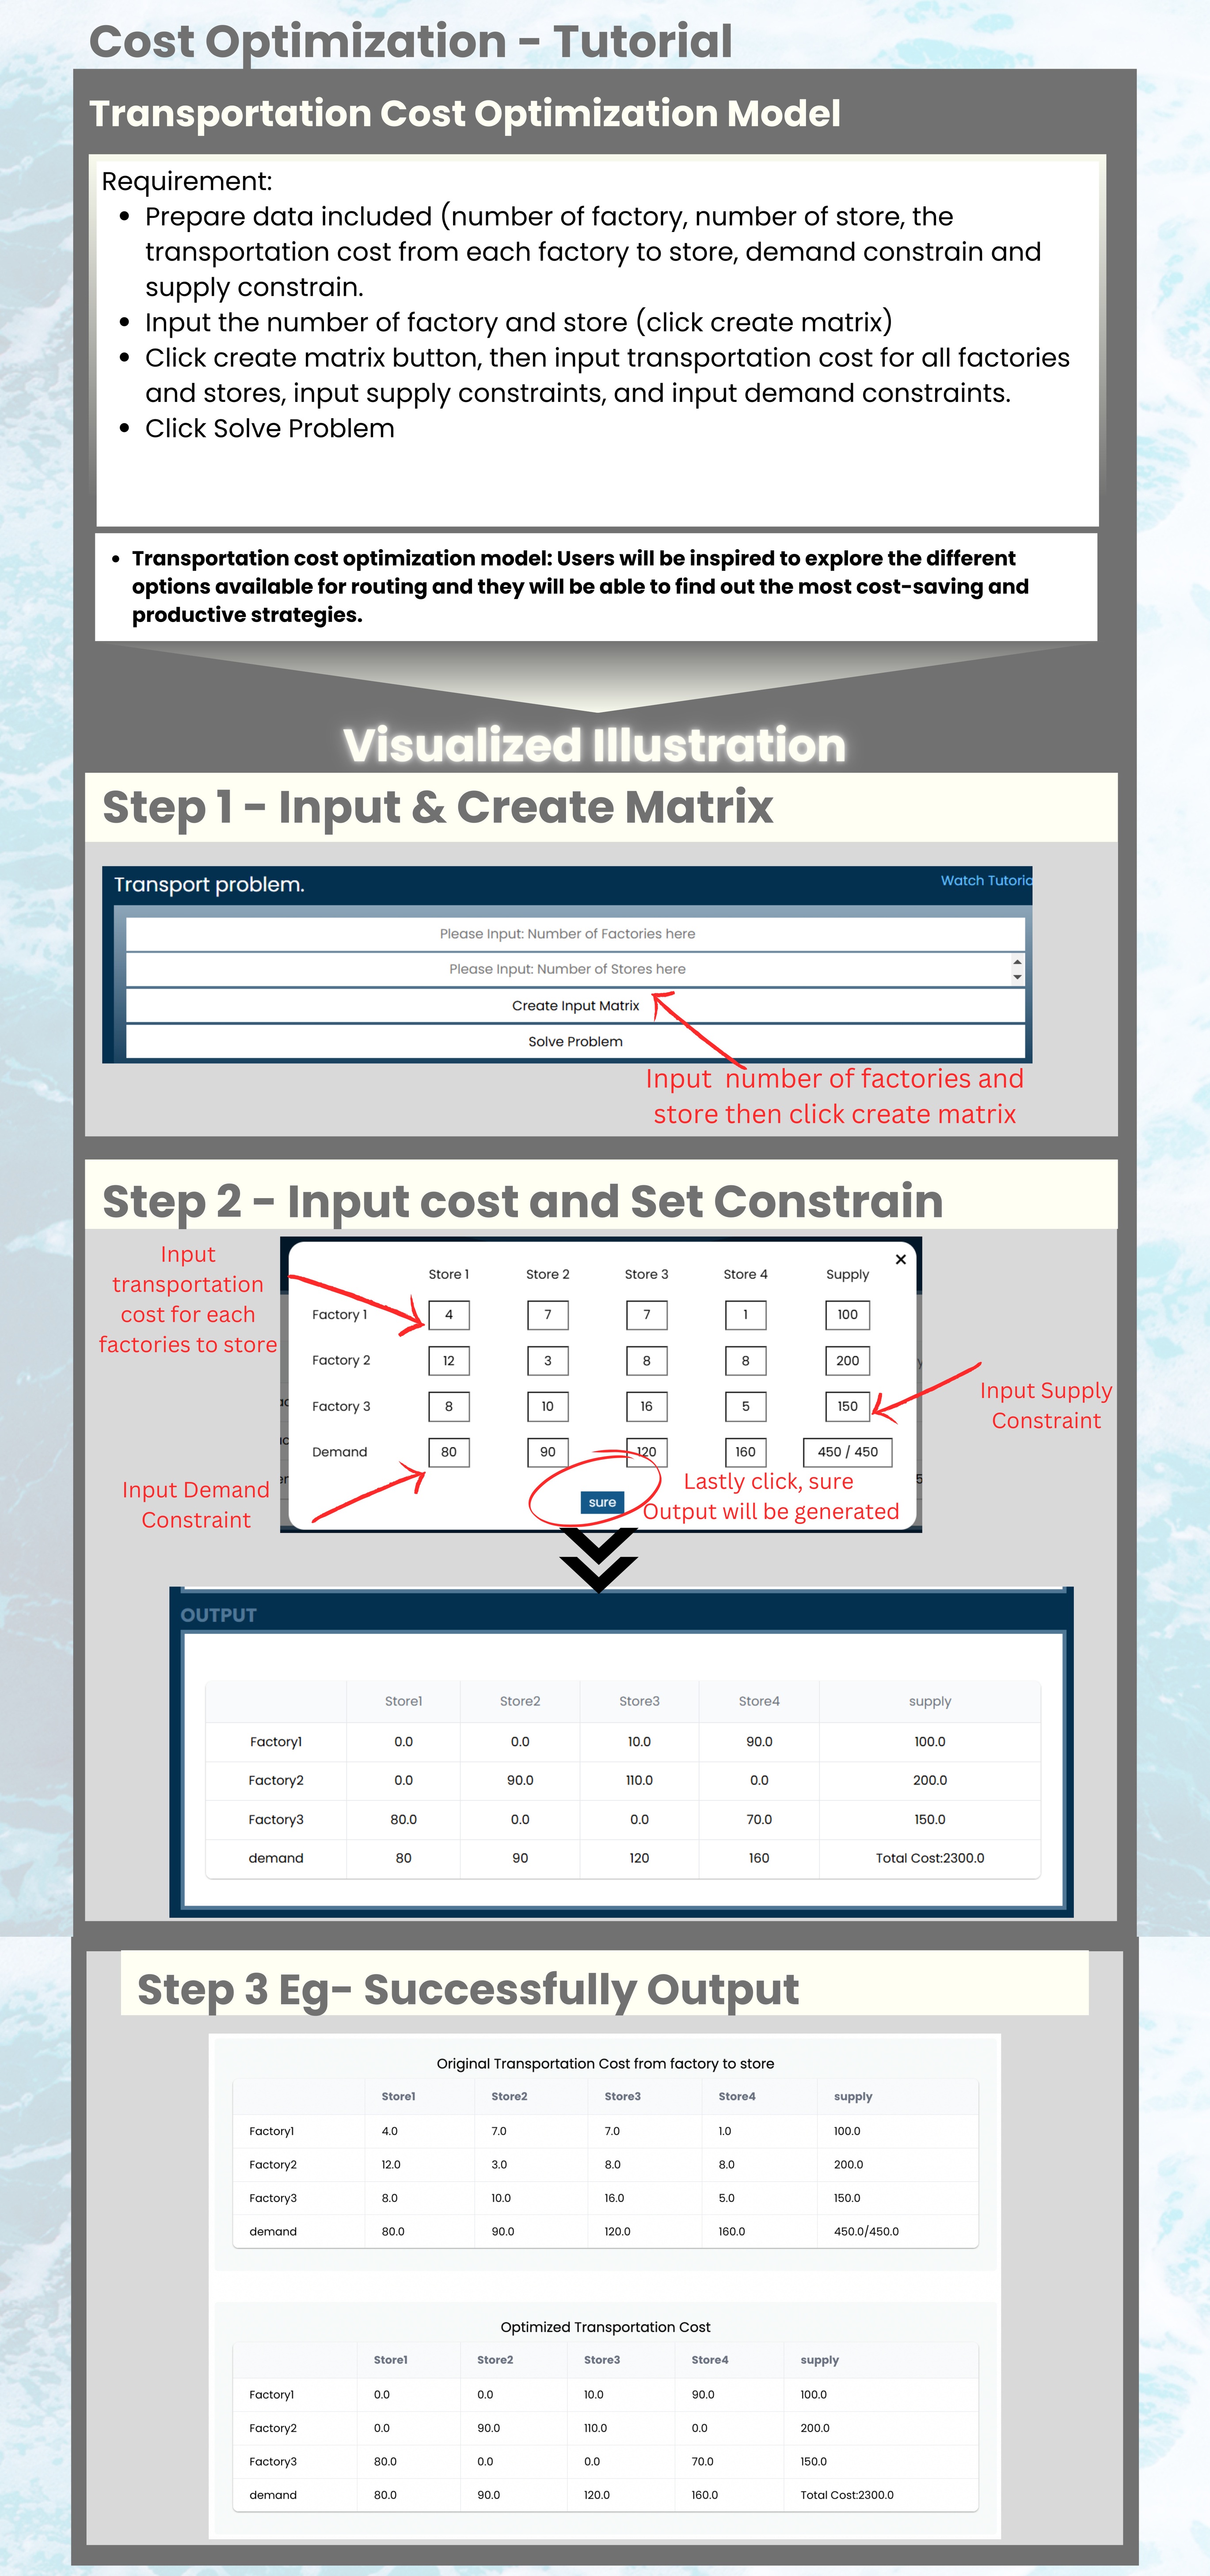 Cost Optimization - Tutorial
Transportation Cost Optimization Model
Requirement:
• Prepare data included (number of factory, number of store, the
transportation cost from each factory to store, demand constrain and
supply constrain.
• Input the number of factory and store (click create matrix)
• Click create matrix button, then input transportation cost for all factories
and stores, input supply constraints, and input demand constraints.
• Click Solve Problem
• Transportation cost optimization model: Users will be inspired to explore the different
options available for routing and they will be able to find out the most cost-saving and
productive strategies.
Visualized Illustration
Step 1 - Input & Create Matrix
Transport problem. Watch Tutoria
Please Input: Number of Factories here
Please Input: Number of Stores here
Create Input Matrix
Solve Problem
Input number of factories and
store then click create matrix
Step 2 - Input cost and Set Constrain
Input
transportation
cost for each
factories to store
Store 1 Store 2 Store 3 Store 4 Supply
Factory 1 4 7 7 1 100
Factory 2 12 3 8 8 200
Factory 3 8 10 16 5 150
Demand 80 90 120 160 450 / 450
sure
Input Supply
Constraint
Input Demand
Constraint
Lastly click, sure
Output will be generated
OUTPUT
Store1 Store2 Store3 Store4 supply
Factory1 0.0 0.0 10.0 90.0 100.0
Factory2 0.0 90.0 110.0 0.0 200.0
Factory3 80.0 0.0 0.0 70.0 150.0
demand 80 90 120 160 Total Cost:2300.0
Step 3 Eg- Successfully Output
Original Transportation Cost from factory to store
Store1 Store2 Store3 Store4 supply
Factory1 4.0 7.0 7.0 1.0 100.0
Factory2 12.0 3.0 8.0 8.0 200.0
Factory3 8.0 10.0 16.0 5.0 150.0
demand 80.0 90.0 120.0 160.0 450.0/450.0
Optimized Transportation Cost
Store1 Store2 Store3 Store4 supply
Factory1 0.0 0.0 10.0 90.0 100.0
Factory2 0.0 90.0 110.0 0.0 200.0
Factory3 80.0 0.0 0.0 70.0 150.0
demand 80.0 90.0 120.0 160.0 Total Cost:2300.0